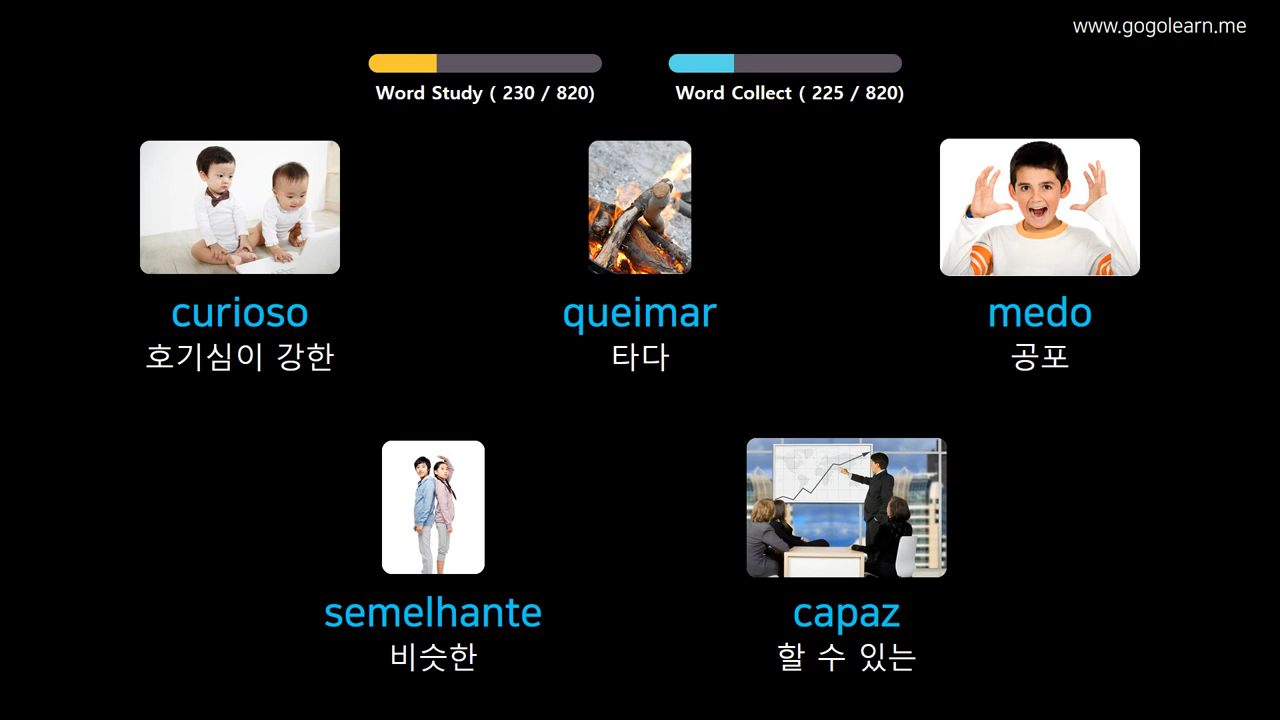 www.gogolearn.me
Word Study ( 230 / 820)
Word Collect ( 225 / 820)
curioso
호기심이 강한
queimar
타다
medo
공포
semelhante
비슷한
capaz
할 수 있는